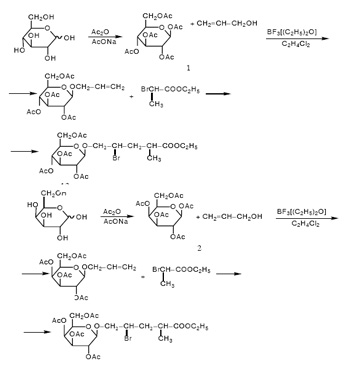 CH₂OH CH₂OAc
HO OH OH OH Ac₂O AcONa AcO OAc OAc OAc + CH₂=CH-CH₂OH BF₃[(C₂H₅)₂O] C₂H₄Cl₂
1
CH₂OAc
AcO OAc OAc O-CH₂-CH=CH₂ + BrCH-COOC₂H₅ CH₃
CH₂OAc
AcO OAc OAc O-CH₂-CH-CH₂-CH-COOC₂H₅ Br CH₃
CH₂OAc
HO OH OH OH Ac₂O AcONa AcO OAc OAc OAc + CH₂=CH-CH₂OH BF₃[(C₂H₅)₂O] C₂H₄Cl₂
2
AcO CH₂OAc
OAc OAc O-CH₂-CH=CH₂ BrCH-COOC₂H₅ CH₃
AcO CH₂OAc
OAc OAc O-CH₂-CH-CH₂-CH-COOC₂H₅ Br CH₃